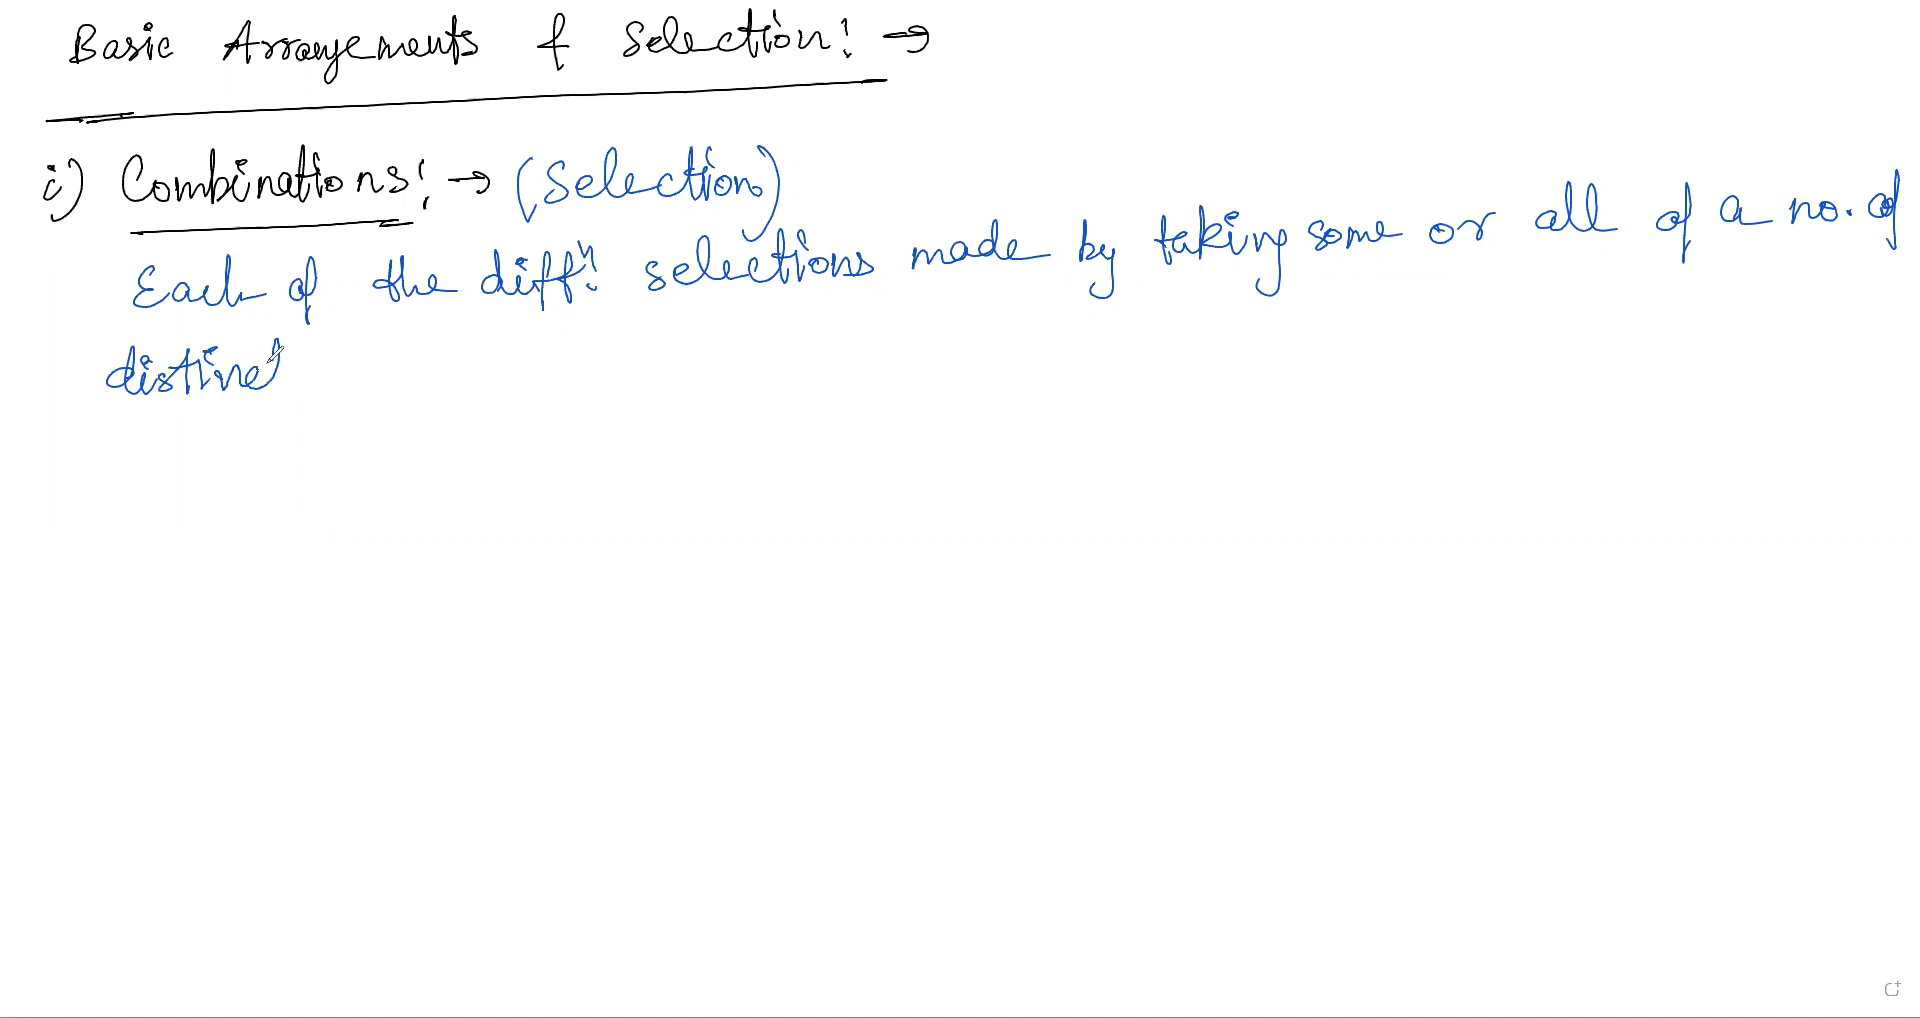 Basic Arrangements & Selection: →
i) Combinations: → (Selection)
Each of the diffn. selections made by taking some or all of a no. of
distinct